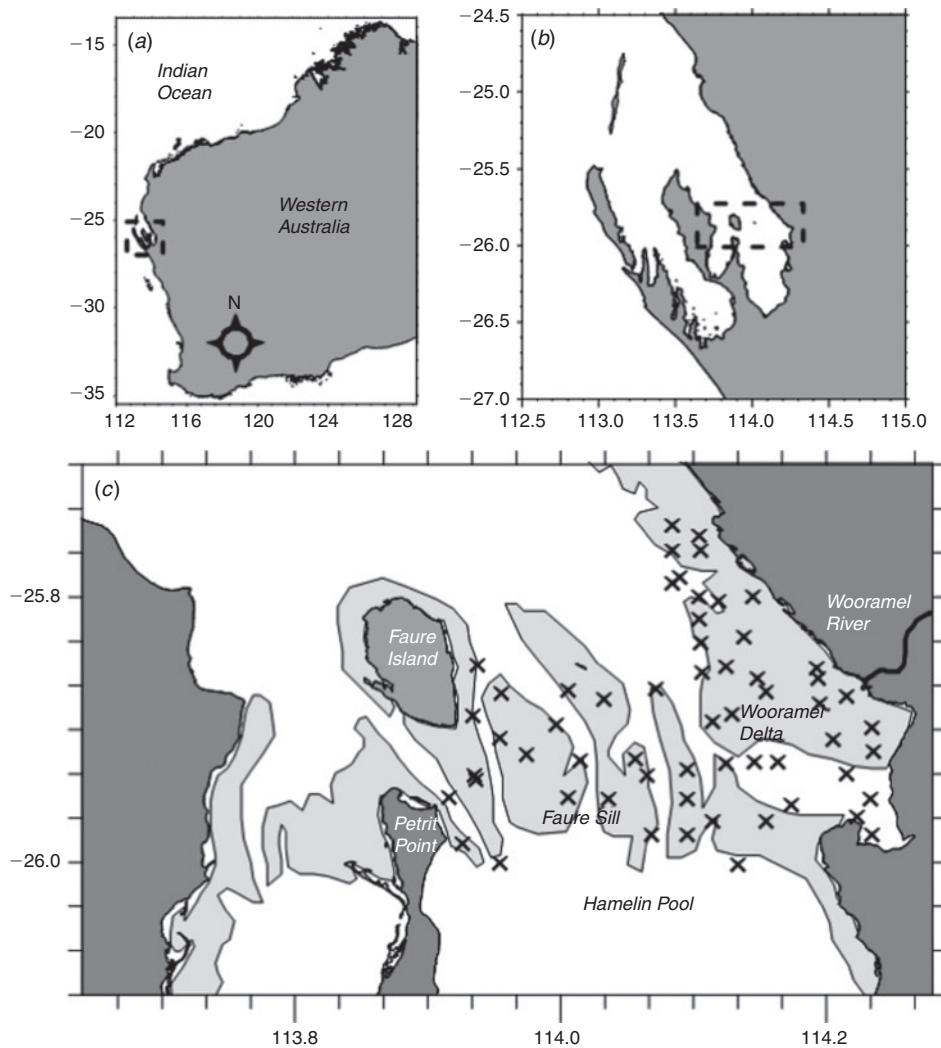 (a)
Indian
Ocean
Western
Australia
N
−15
−20
−25
−30
−35
112
116
120
124
128
(b)
−24.5
−25.0
−25.5
−26.0
−26.5
−27.0
112.5
113.0
113.5
114.0
114.5
115.0
(c)
−25.8
−26.0
Faure
Island
Wooramel
River
Wooramel
Delta
Petrit
Point
Faure Sill
Hamelin Pool
113.8
114.0
114.2